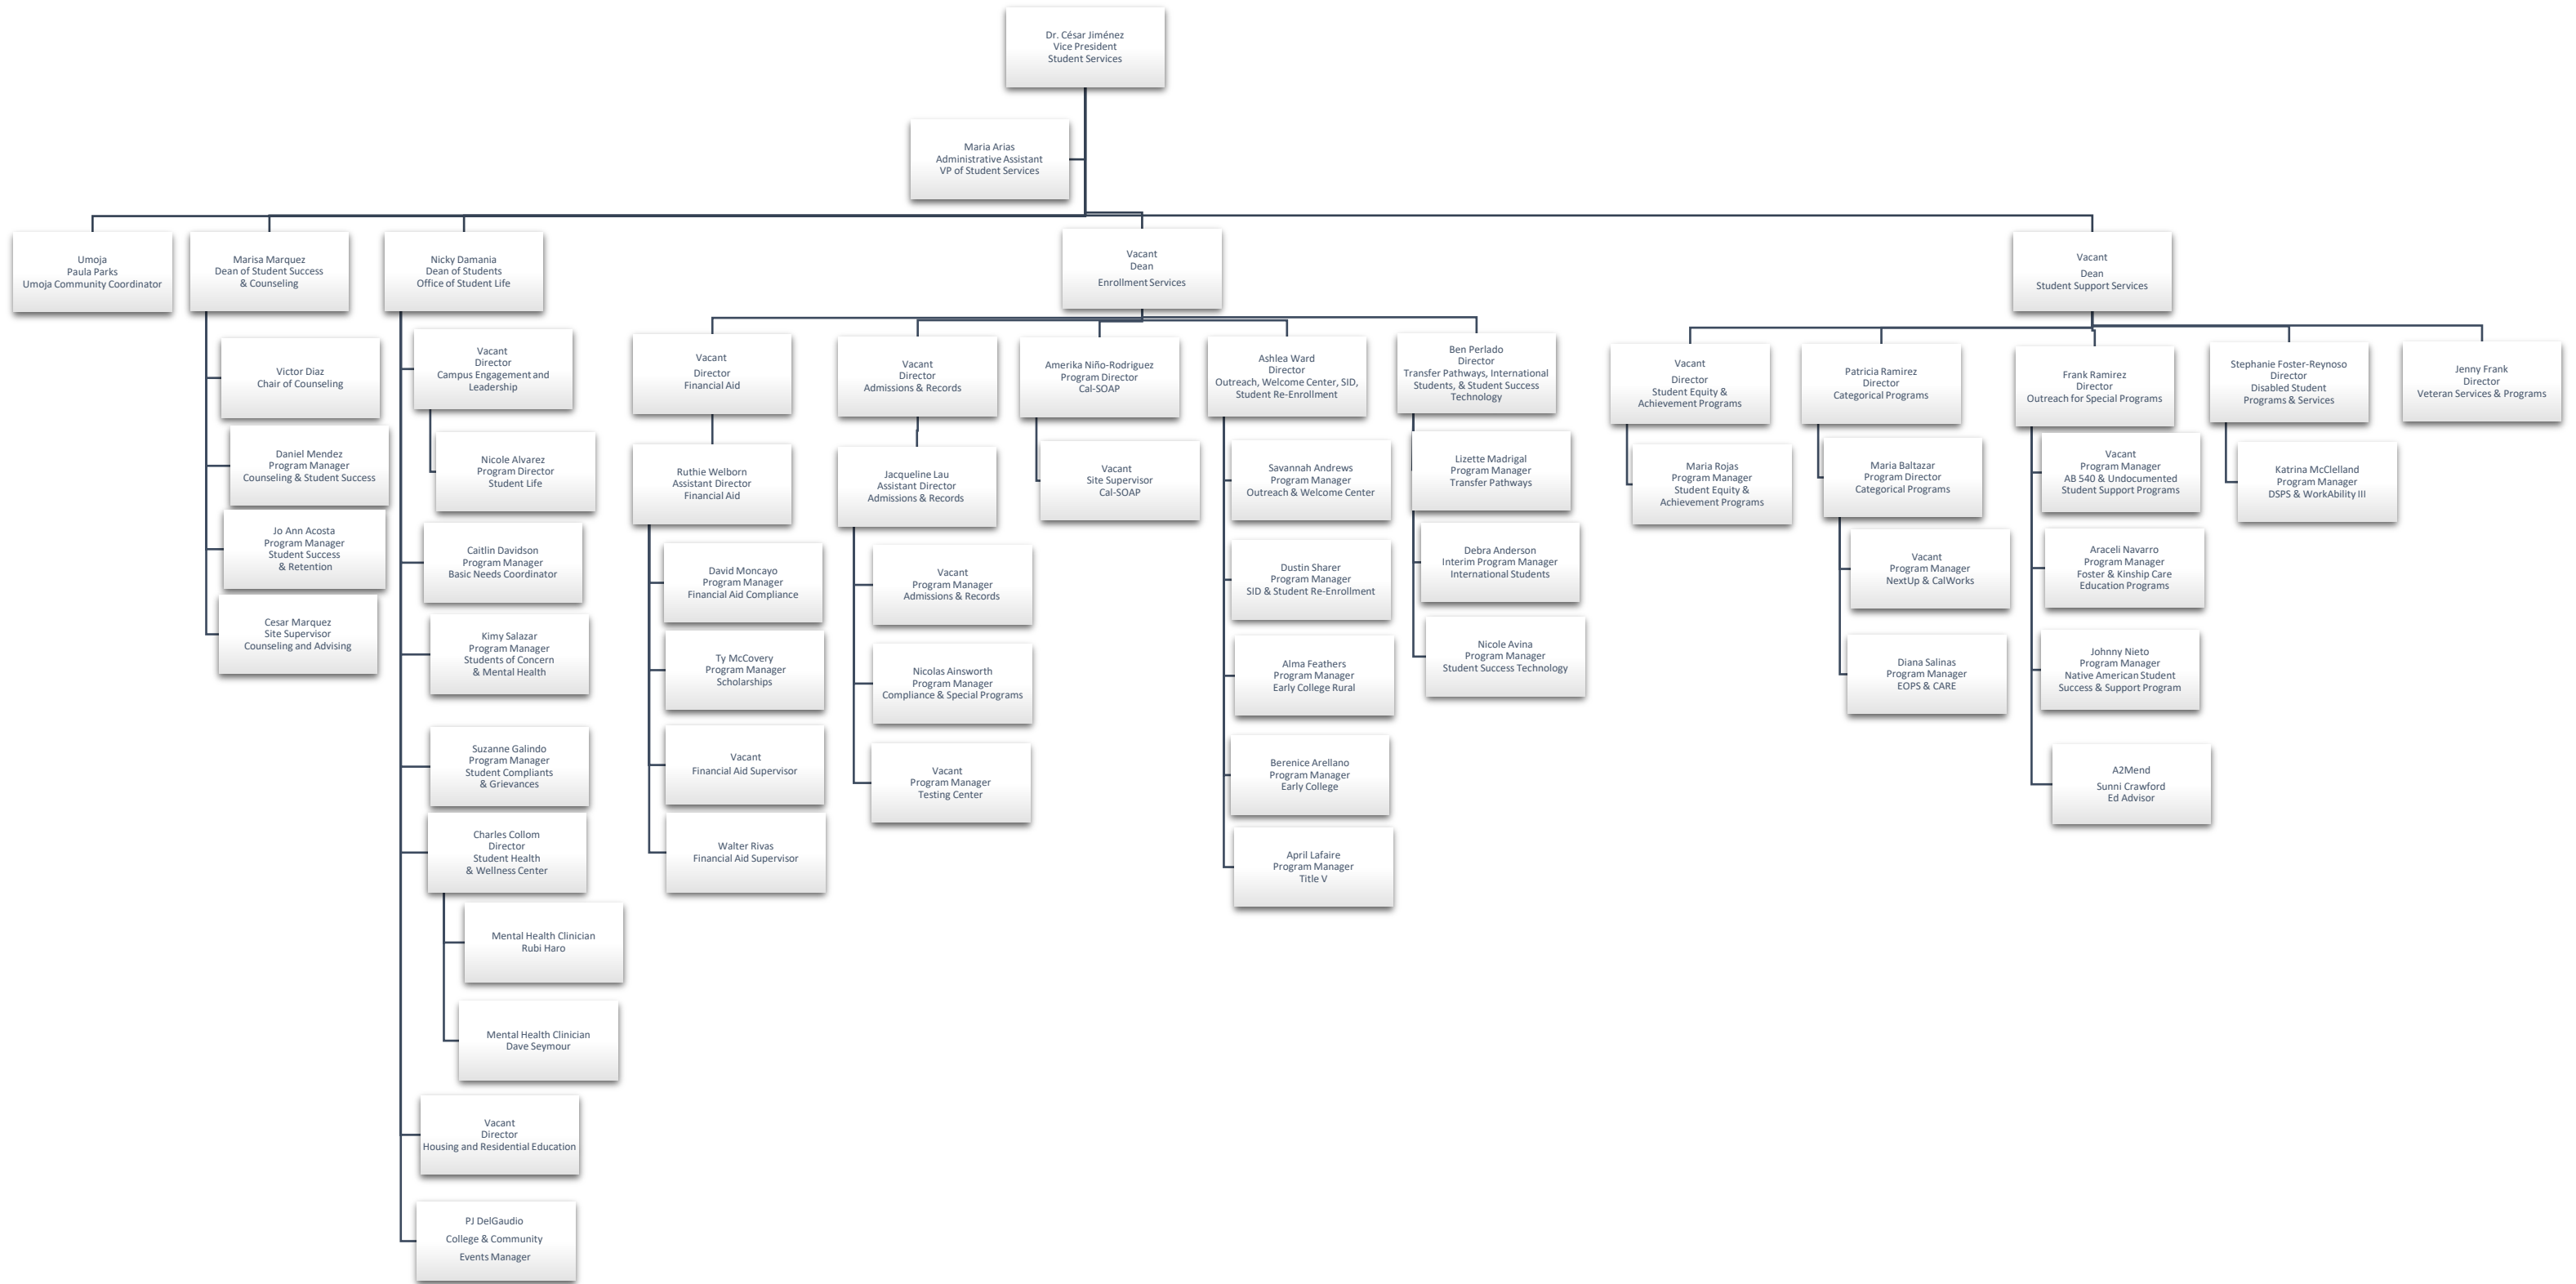 Dr. César Jiménez
Vice President
Student Services
Maria Arias
Administrative Assistant
VP of Student Services
Umoja
Paula Parks
Umoja Community Coordinator
Marisa Marquez
Dean of Student Success
& Counseling
Victor Diaz
Chair of Counseling
Daniel Mendez
Program Manager
Counseling & Student Success
Jo Ann Acosta
Program Manager
Student Success
& Retention
Cesar Marquez
Site Supervisor
Counseling and Advising
Nicky Damania
Dean of Students
Office of Student Life
Vacant
Director
Campus Engagement and
Leadership
Nicole Alvarez
Program Director
Student Life
Caitlin Davidson
Program Manager
Basic Needs Coordinator
Kimy Salazar
Program Manager
Students of Concern
& Mental Health
Suzanne Galindo
Program Manager
Student Compliants
& Grievances
Charles Collom
Director
Student Health
& Wellness Center
Mental Health Clinician
Rubi Haro
Mental Health Clinician
Dave Seymour
Vacant
Director
Housing and Residential Education
PJ DelGaudio
College & Community
Events Manager
Vacant
Dean
Enrollment Services
Vacant
Director
Financial Aid
Ruthie Welborn
Assistant Director
Financial Aid
David Moncayo
Program Manager
Financial Aid Compliance
Ty McCovery
Program Manager
Scholarships
Vacant
Financial Aid Supervisor
Walter Rivas
Financial Aid Supervisor
Vacant
Director
Admissions & Records
Jacqueline Lau
Assistant Director
Admissions & Records
Vacant
Program Manager
Admissions & Records
Nicolas Ainsworth
Program Manager
Compliance & Special Programs
Vacant
Program Manager
Testing Center
Amerika Niño-Rodriguez
Program Director
Cal-SOAP
Vacant
Site Supervisor
Cal-SOAP
Ashlea Ward
Director
Outreach, Welcome Center, SID,
Student Re-Enrollment
Savannah Andrews
Program Manager
Outreach & Welcome Center
Dustin Sharer
Program Manager
SID & Student Re-Enrollment
Alma Feathers
Program Manager
Early College Rural
Berenice Arellano
Program Manager
Early College
April Lafaire
Program Manager
Title V
Ben Perlado
Director
Transfer Pathways, International
Students, & Student Success
Technology
Lizette Madrigal
Program Manager
Transfer Pathways
Debra Anderson
Interim Program Manager
International Students
Nicole Avina
Program Manager
Student Success Technology
Vacant
Dean
Student Support Services
Vacant
Director
Student Equity &
Achievement Programs
Maria Rojas
Program Manager
Student Equity &
Achievement Programs
Patricia Ramirez
Director
Categorical Programs
Maria Baltazar
Program Director
Categorical Programs
Vacant
Program Manager
NextUp & CalWorks
Diana Salinas
Program Manager
EOPS & CARE
Frank Ramirez
Director
Outreach for Special Programs
Vacant
Program Manager
AB 540 & Undocumented
Student Support Programs
Araceli Navarro
Program Manager
Foster & Kinship Care
Education Programs
Johnny Nieto
Program Manager
Native American Student
Success & Support Program
A2Mend
Sunni Crawford
Ed Advisor
Stephanie Foster-Reynoso
Director
Disabled Student
Programs & Services
Katrina McClelland
Program Manager
DSPS & WorkAbility III
Jenny Frank
Director
Veteran Services & Programs